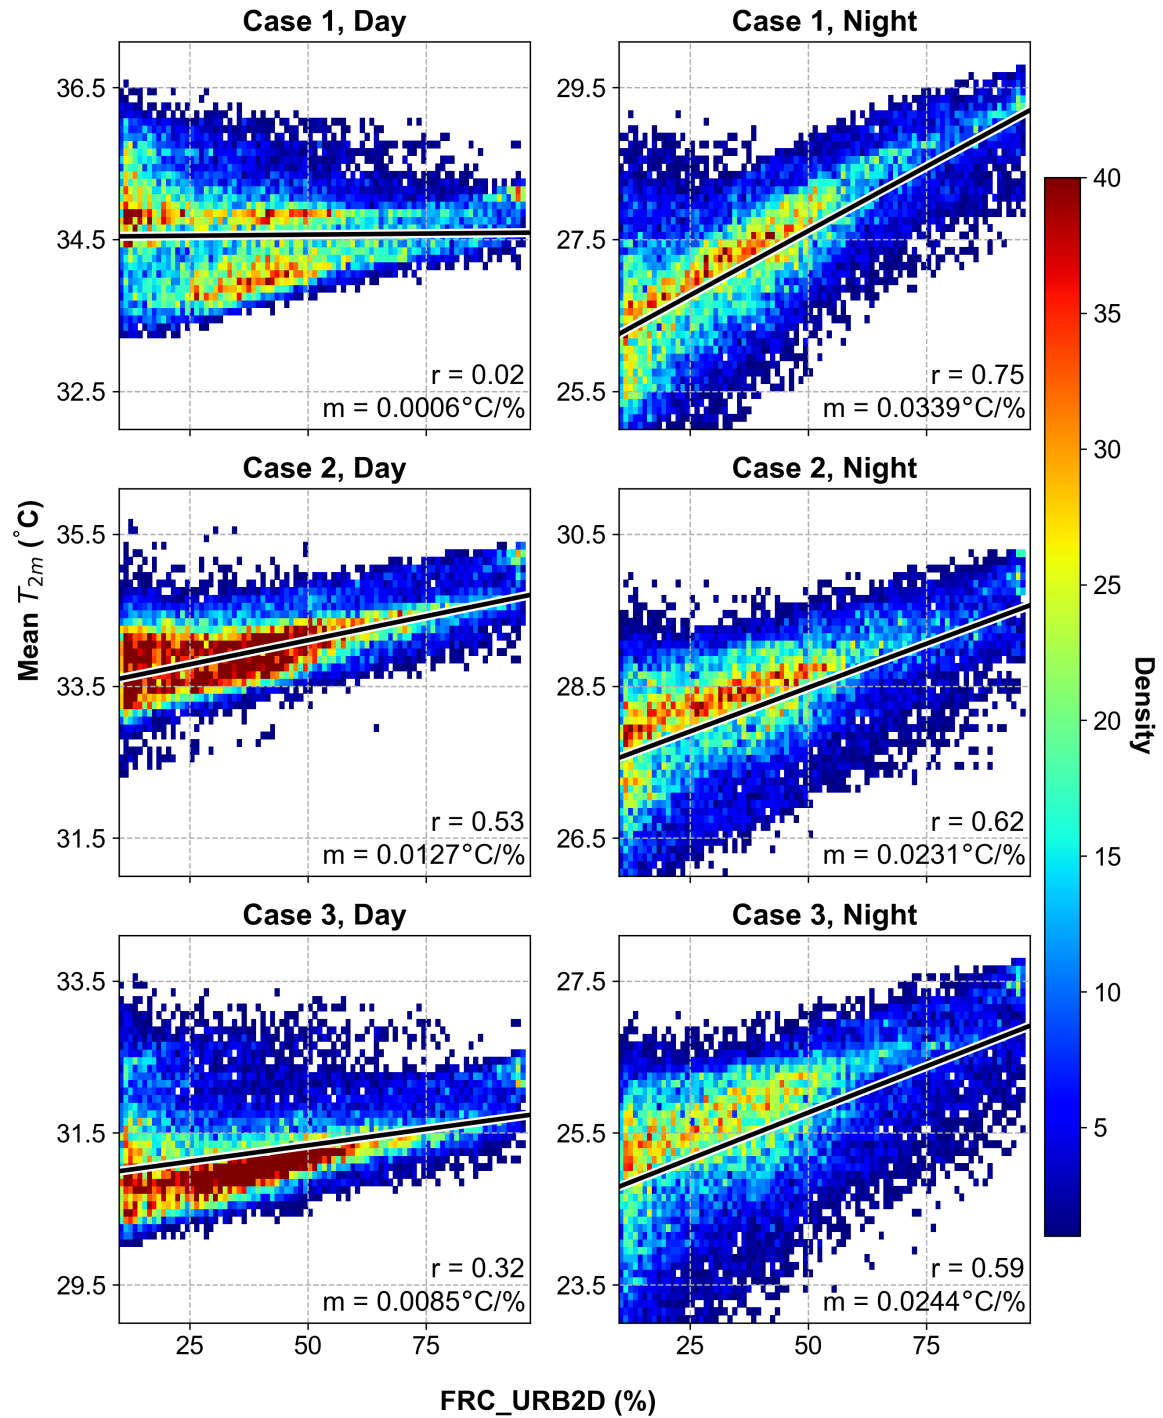 Case 1, Day
Case 1, Night
36.5
34.5
32.5
r = 0.02
m = 0.0006°C/%
29.5
27.5
25.5
r = 0.75
m = 0.0339°C/%
Case 2, Day
Case 2, Night
Mean T2m (°C)
35.5
33.5
31.5
r = 0.53
m = 0.0127°C/%
30.5
28.5
26.5
r = 0.62
m = 0.0231°C/%
Case 3, Day
Case 3, Night
33.5
31.5
29.5
r = 0.32
m = 0.0085°C/%
25 50 75
27.5
25.5
23.5
r = 0.59
m = 0.0244°C/%
25 50 75
FRC_URB2D (%)
40
35
30
25
20
15
10
5
Density